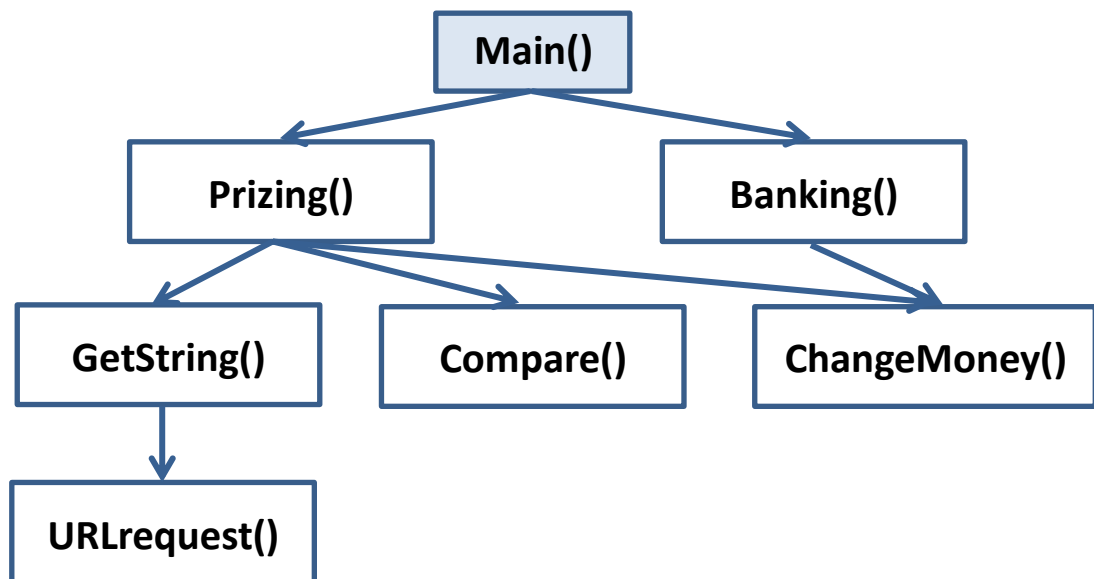 Main()
Prizing()
Banking()
GetString()
Compare()
ChangeMoney()
URLrequest()